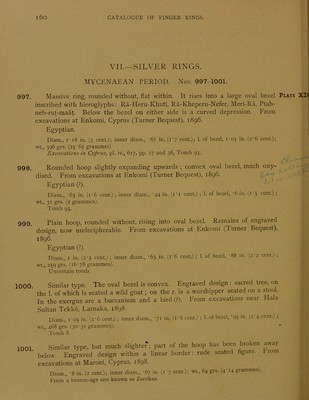 160 CATALOGUE OF FINGER RINGS.
VII.—SILVER RINGS.
MYCENAEAN PERIOD. Nos. 997-1001.
997. Massive ring, rounded without, flat within. It rises into a large oval bezel PLATE
inscribed with hieroglyphs: Rā-Heru-Khuti, Rā-Kheperu-Nefer, Meri-Rā. Ptaḥ-
neb-ruṭ-maāt. Below the bezel on either side is a curved depression. From
excavations at Enkomi, Cyprus (Turner Bequest), 1896.
Egyptian.
Diam., 1·18 in. (3 cent.); inner diam., ·67 in. (1·7 cent.); l. of bezel, 1·03 in. (2·6 cent.);
wt., 396 grs. (25·65 grammes)
Excavations in Cyprus, pl. iv., 617, pp. 17 and 36, Tomb 93.
998. Rounded hoop slightly expanding upwards; convex oval bezel, much oxy-
dised. From excavations at Enkomi (Turner Bequest), 1896.
Egyptian (?).
Diam., ·63 in. (1·6 cent.); inner diam., ·44 in. (1·1 cent.); l. of bezel, ·6 in. (1·5 cent.);
wt., 31 grs. (2 grammes).
Tomb 93.
999. Plain hoop, rounded without, rising into oval bezel. Remains of engraved
design, now undecipherable. From excavations at Enkomi (Turner Bequest),
1896.
Egyptian (?).
Diam., 1 in. (2·5 cent.); inner diam., ·63 in. (1·6 cent.); l. of bezel, ·88 in. (2·2 cent.);
wt., 259 grs. (16·78 grammes).
Uncertain tomb.
1000. Similar type. The oval bezel is convex. Engraved design: sacred tree, on
the l. of which is seated a wild goat; on the r. is a worshipper seated on a stool.
In the exergue are a bucranium and a bird (?). From excavations near Hala
Sultan Tekké, Larnaka, 1898.
Diam., 1·04 in. (2·6 cent.); inner diam., ·71 in. (1·8 cent.); l. of bezel, ·95 in. (2·4 cent.);
wt., 468 grs. (30·32 grammes).
Tomb 8.
1001. Similar type, but much slighter: part of the hoop has been broken away
below. Engraved design within a linear border: rude seated figure. From
excavations at Maroni, Cyprus, 1898.
Diam., ·8 in. (2 cent.); inner diam., ·67 in. (1·7 cent.); wt., 64 grs. (4·14 grammes).
From a bronze-age site known as Zarukas.